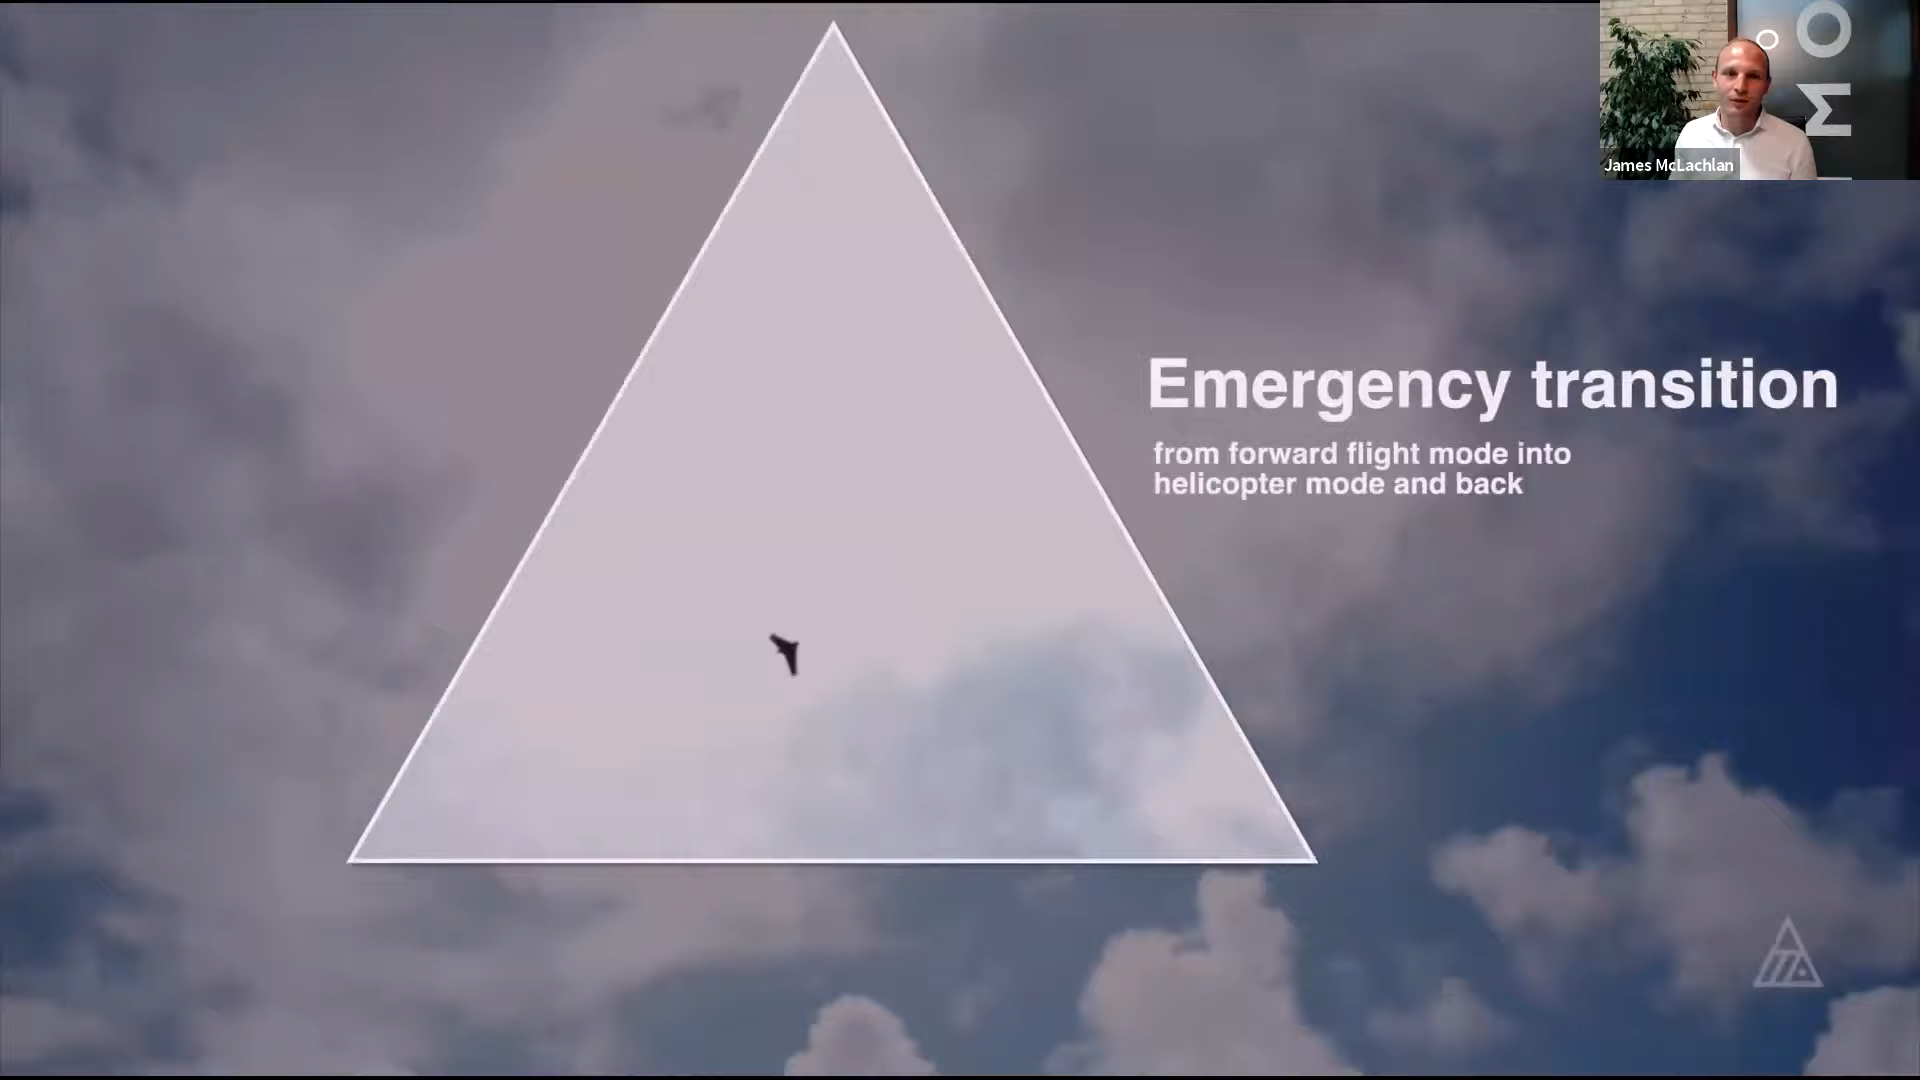 James McLachlan
Emergency transition
from forward flight mode into
helicopter mode and back